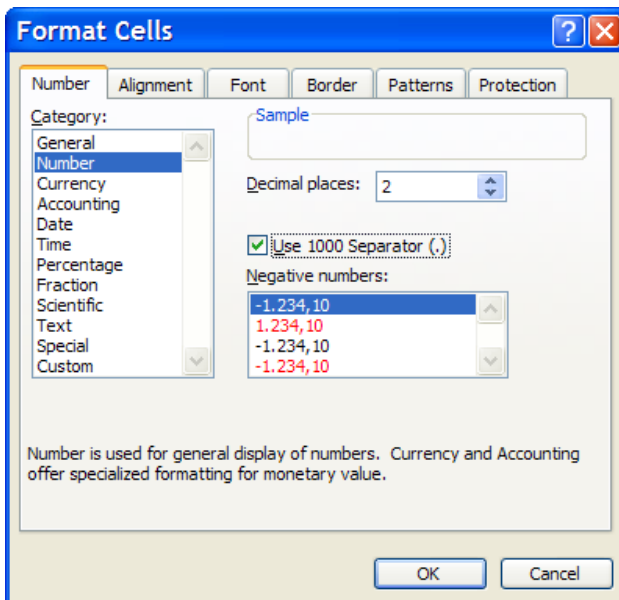 Format Cells
Number Alignment Font Border Patterns Protection
Category:
General
Number
Currency
Accounting
Date
Time
Percentage
Fraction
Scientific
Text
Special
Custom
Sample
Decimal places: 2
Use 1000 Separator (.)
Negative numbers:
-1.234,10
1.234,10
-1.234,10
-1.234,10
Number is used for general display of numbers. Currency and Accounting
offer specialized formatting for monetary value.
OK Cancel